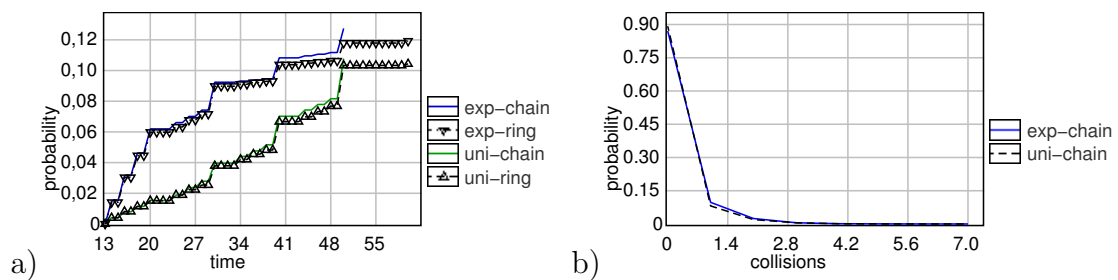 0,12
0,10
0,08
0,06
0,04
0,02
0
probability
13 20 27 34 41 48 55
time
exp−chain
exp−ring
uni−chain
uni−ring
a)
0.90
0.75
0.60
0.45
0.30
0.15
0
probability
0 1.4 2.8 4.2 5.6 7.0
collisions
exp−chain
uni−chain
b)